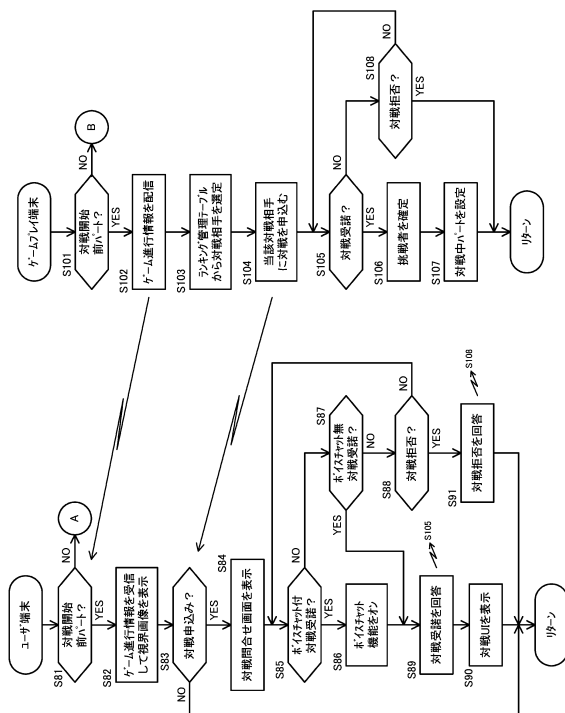 ユーザ端末
S81
対戦開始
前パート?
NO
A
YES
S82
ゲーム進行情報を受信
して視界画像を表示
S83
対戦申込み?
NO
YES
S84
対戦問合せ画面を表示
S85
ボイスチャット付
対戦受諾?
NO
YES
S86
ボイスチャット
機能をオン
S87
ボイスチャット無
対戦受諾?
YES
NO
S88
対戦拒否?
NO
YES
S89
対戦受諾を回答
S105
S90
対戦UIを表示
S91
対戦拒否を回答
S108
リターン
ゲームプレイ端末
S101
対戦開始
前パート?
NO
B
YES
S102
ゲーム進行情報を配信
S103
ランキング管理テーブル
から対戦相手を選定
S104
当該対戦相手
に対戦を申込む
S105
対戦受諾?
NO
YES
S106
挑戦者を確定
S107
対戦中パートを設定
S108
対戦拒否?
NO
YES
リターン